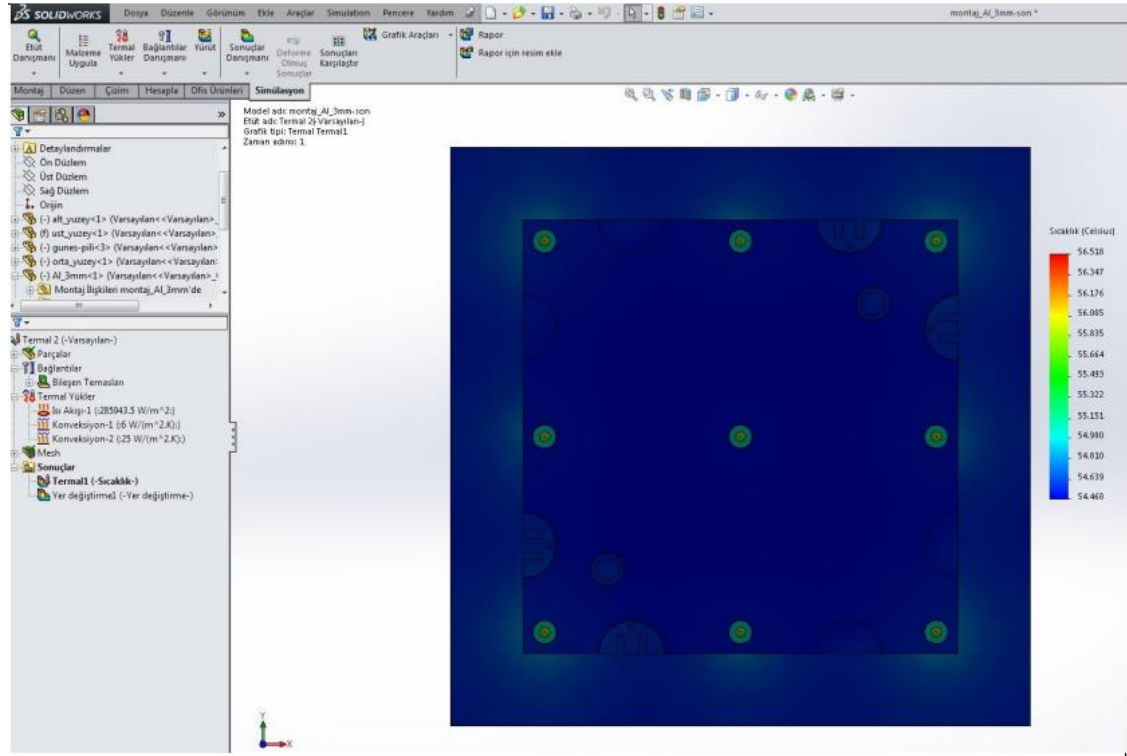 SOLIDWORKS Dosya Düzenle Görünüm Ekle Araçlar Simulation Pencere Yardım
montaj_Al_3mm-son *
Etüt Danışmanı
Malzeme Uygula
Termal Yükler
Bağlantılar Danışmanı
Yürüt
Sonuçlar Danışmanı
Deforme Olmuş Sonuçlar
Sonuçları Karşılaştır
Grafik Araçları
Rapor
Rapor için resim ekle
Montaj Düzen Çizim Hesapla Ofis Ürünleri Simülasyon
Model adı: montaj_Al_3mm-son
Etüt adı: Termal 2(-Varsayılan-)
Grafik tipi: Termal Termal1
Zaman adımı: 1
Detaylandırmalar
Ön Düzlem
Üst Düzlem
Sağ Düzlem
Orijin
(-) alt_yuzey<1> (Varsayılan<<Varsayılan>_
(f) ust_yuzey<1> (Varsayılan<<Varsayılan>
(-) gunes-pili<3> (Varsayılan<<Varsayılan>
(-) orta_yuzey<1> (Varsayılan<<Varsayılan:
(-) Al_3mm<1> (Varsayılan<<Varsayılan>_
Montaj İlişkileri montaj_Al_3mm'de
Termal 2 (-Varsayılan-)
Parçalar
Bağlantılar
Bileşen Temasları
Termal Yükler
Isı Akışı-1 (:285943.5 W/m^2:)
Konveksiyon-1 (:6 W/(m^2.K):)
Konveksiyon-2 (:25 W/(m^2.K):)
Mesh
Sonuçlar
Termal1 (-Sıcaklık-)
Yer değiştirme1 (-Yer değiştirme-)
Sıcaklık (Celsius)
56.518
56.347
56.176
56.005
55.835
55.664
55.493
55.322
55.151
54.980
54.810
54.639
54.468
Y
X